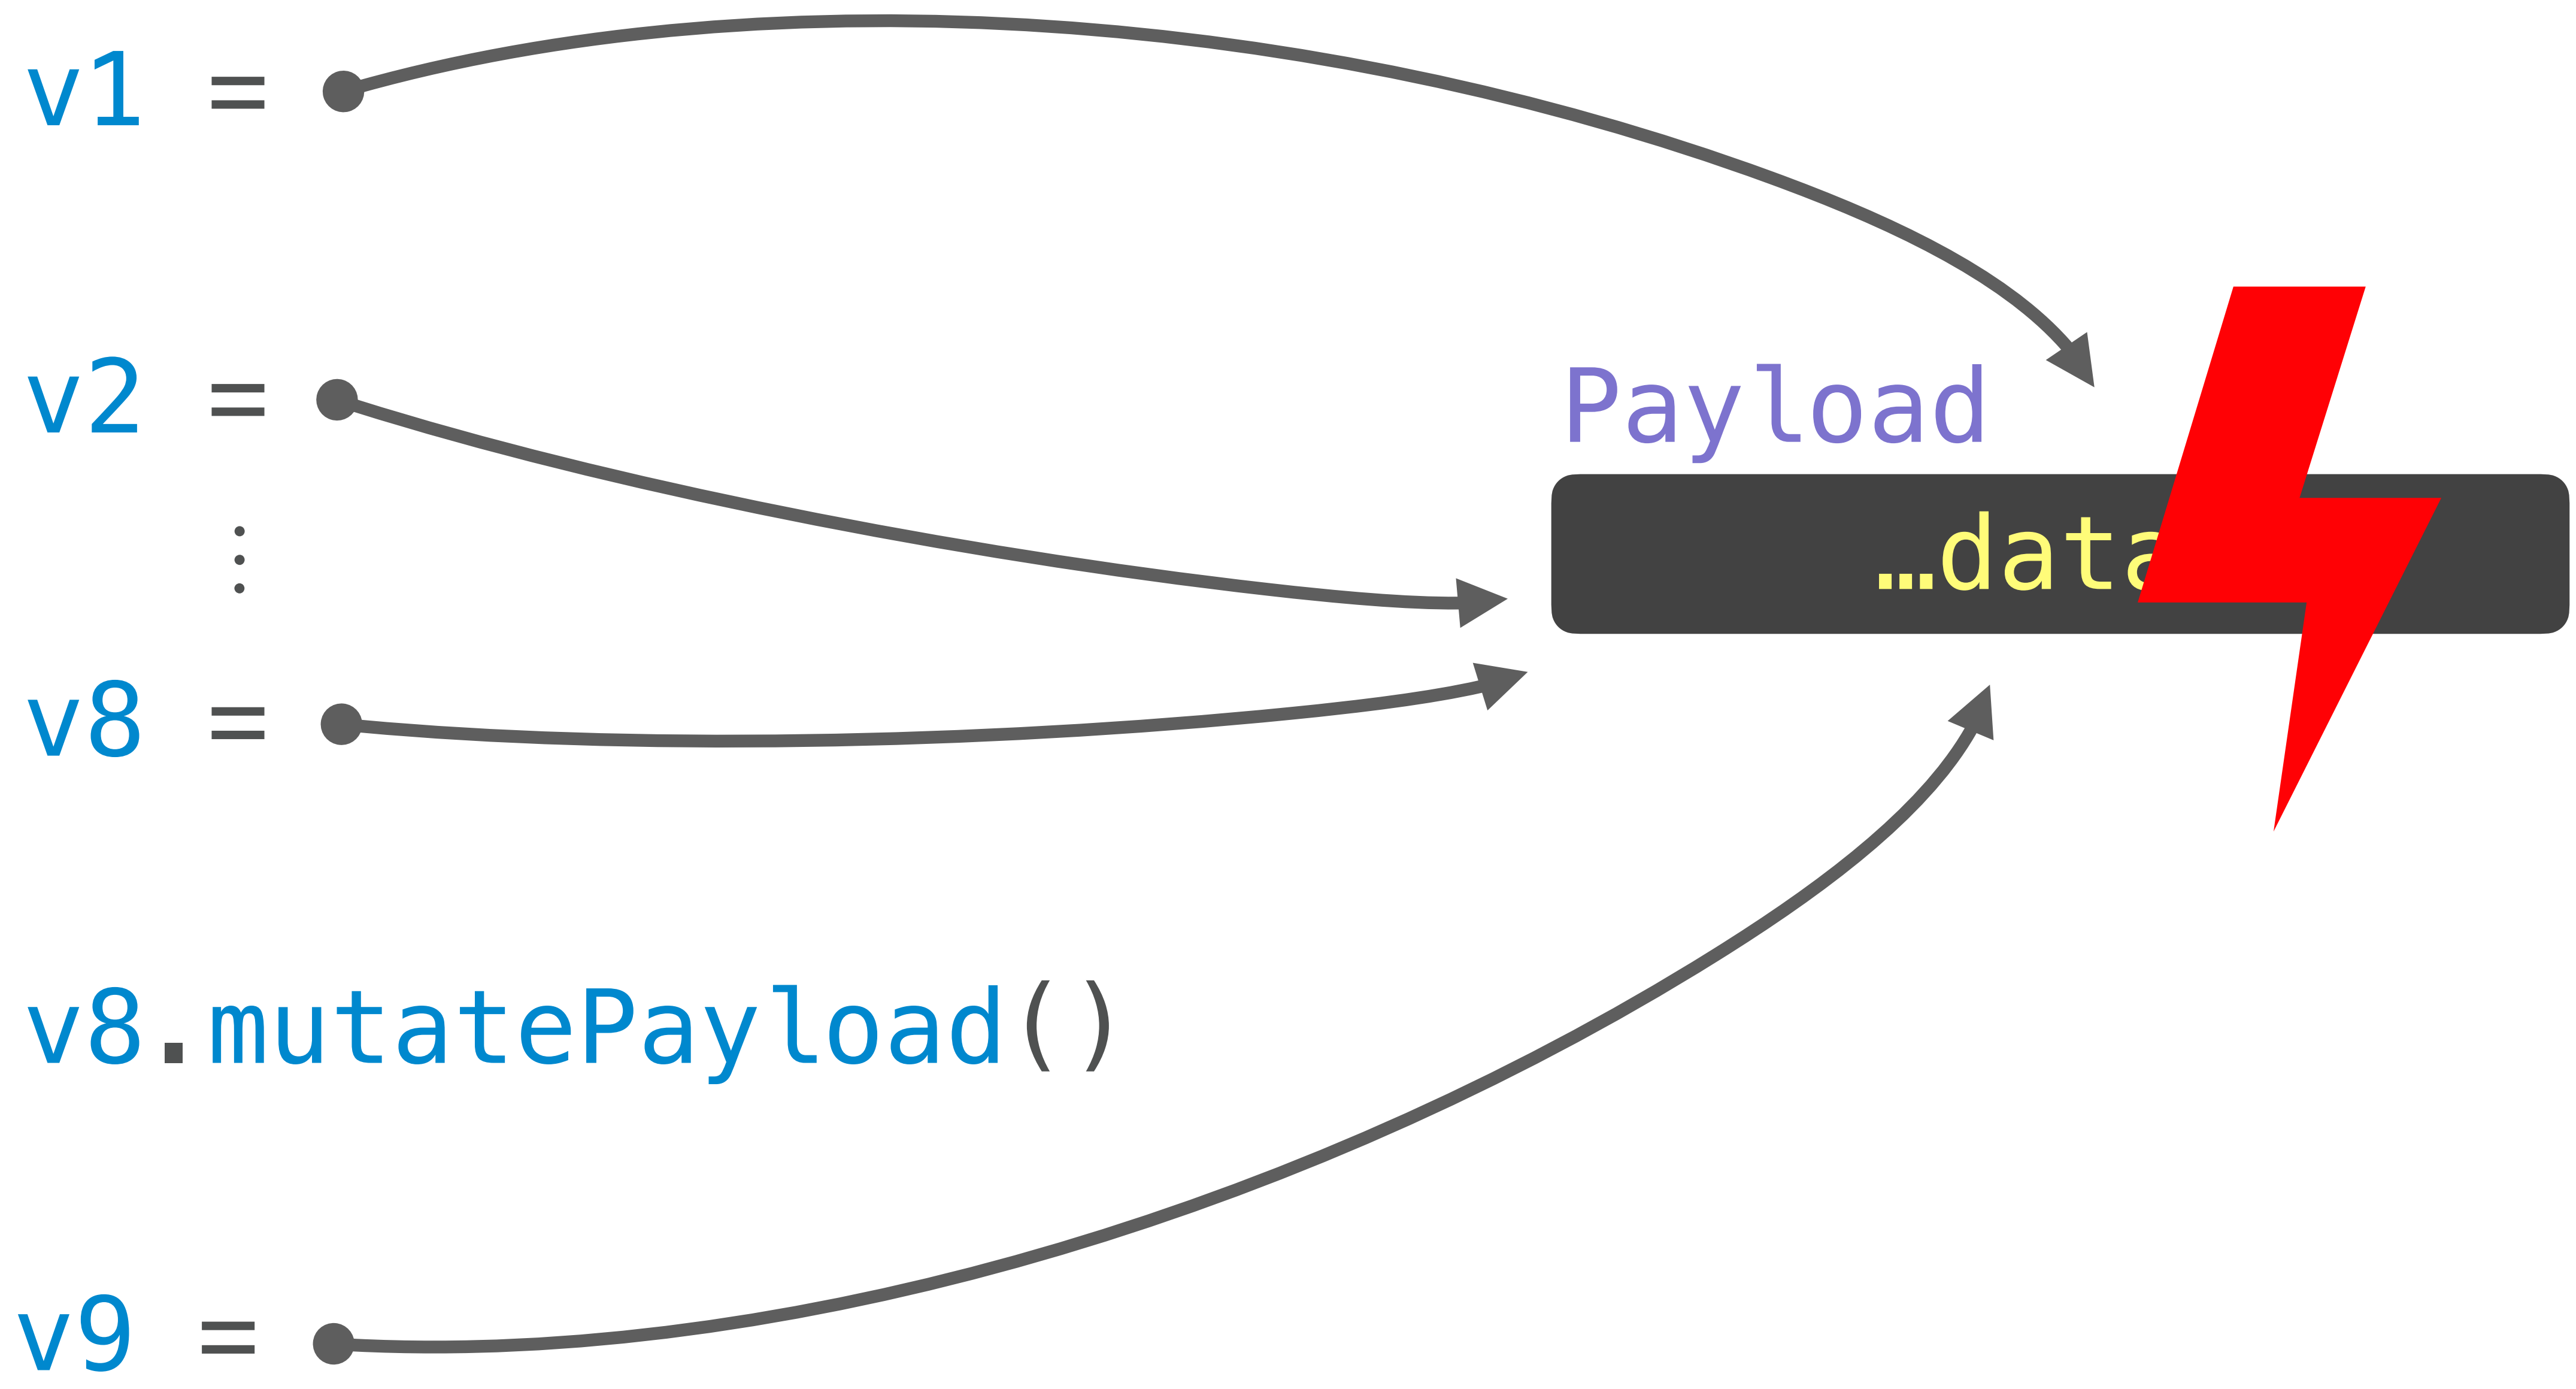 v1 =
v2 =
Payload
⋮
…data
v8 =
v8.mutatePayload()
v9 =